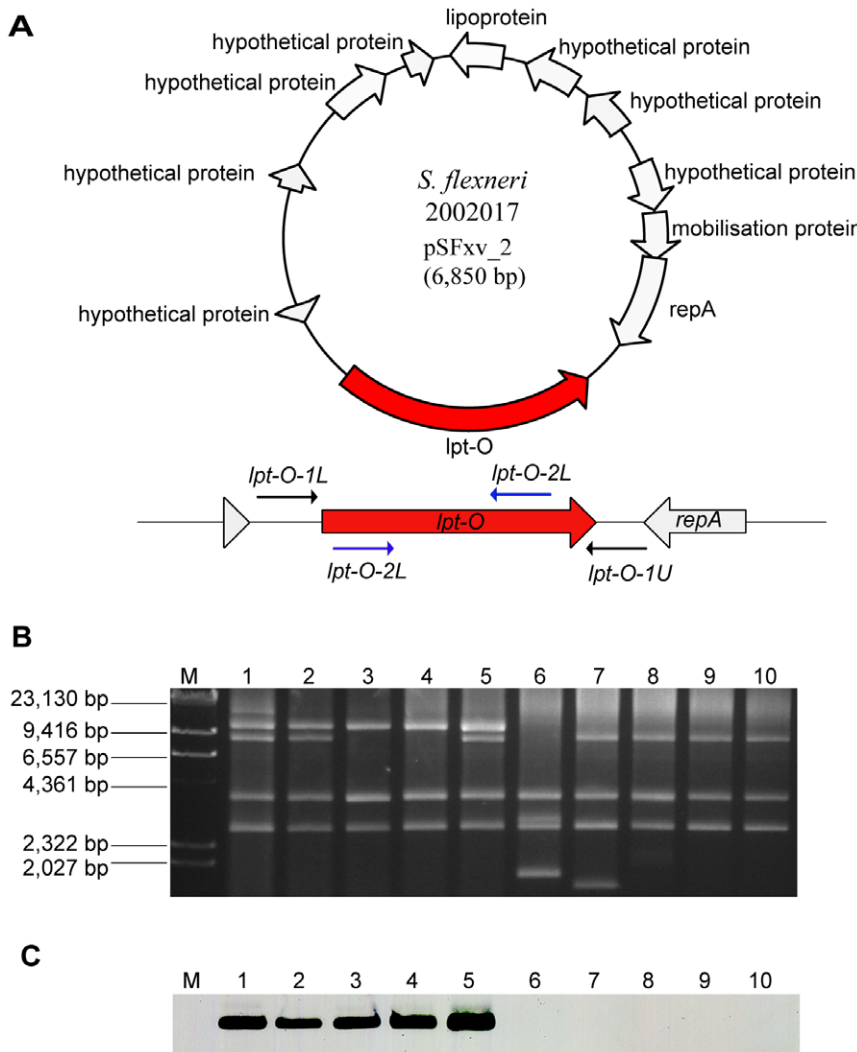 A
lipoprotein
hypothetical protein
hypothetical protein
hypothetical protein
hypothetical protein
hypothetical protein
hypothetical protein
S. flexneri
2002017
pSFxv_2
(6,850 bp)
mobilisation protein
hypothetical protein
repA
lpt-O
lpt-O-1L
lpt-O-2L
lpt-O
repA
lpt-O-2L
lpt-O-1U
B
M 1 2 3 4 5 6 7 8 9 10
23,130 bp
9,416 bp
6,557 bp
4,361 bp
2,322 bp
2,027 bp
C
M 1 2 3 4 5 6 7 8 9 10